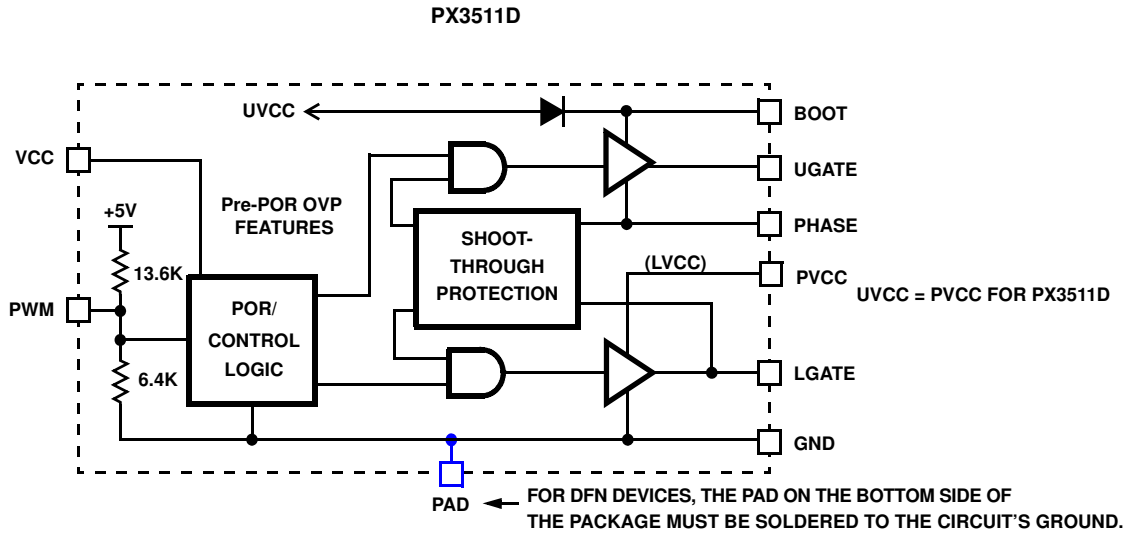 PX3511D
UVCC
BOOT
VCC
UGATE
+5V
Pre-POR OVP
FEATURES
PHASE
SHOOT-
THROUGH
PROTECTION
(LVCC)
13.6K
PVCC
UVCC = PVCC FOR PX3511D
PWM
POR/
CONTROL
LOGIC
6.4K
LGATE
GND
PAD
FOR DFN DEVICES, THE PAD ON THE BOTTOM SIDE OF
THE PACKAGE MUST BE SOLDERED TO THE CIRCUIT'S GROUND.